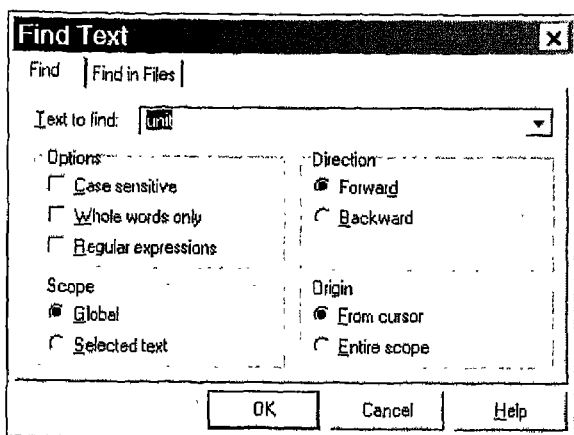 Find Text
Find Find in Files
Text to find: unit
Options
Case sensitive
Whole words only
Regular expressions
Direction
Forward
Backward
Scope
Global
Selected text
Origin
From cursor
Entire scope
OK Cancel Help